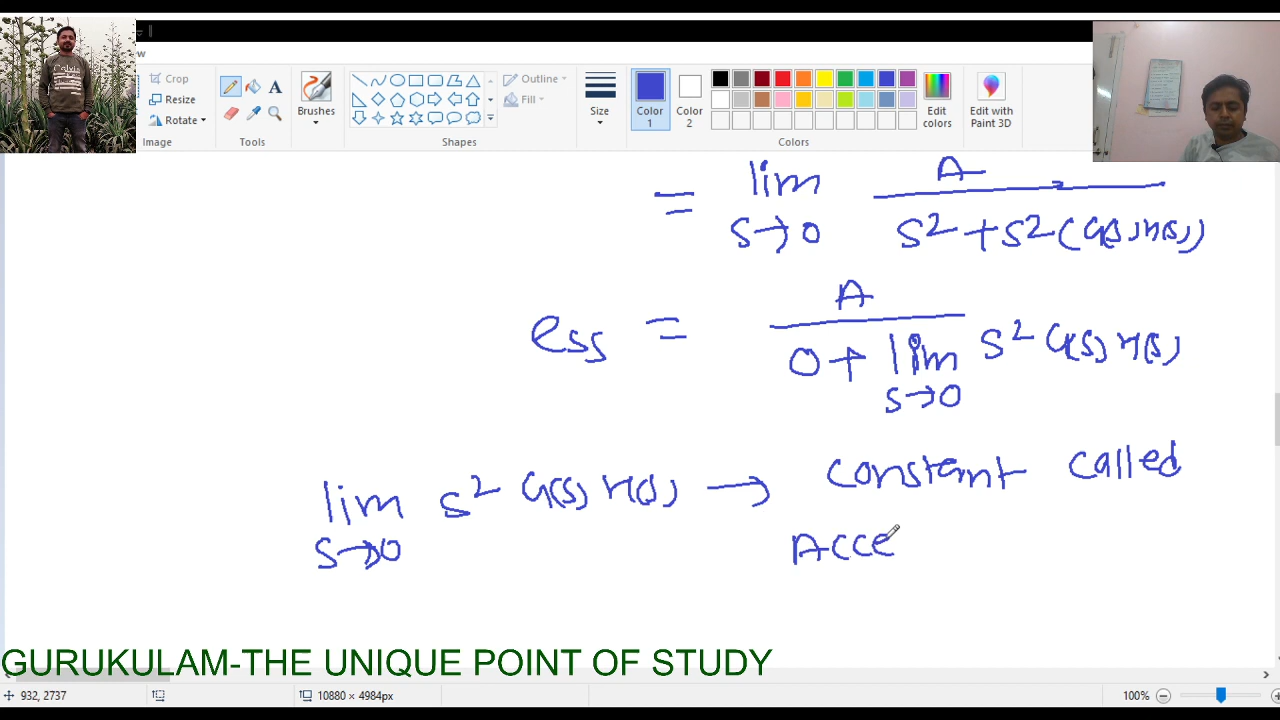 Crop
Resize
Rotate
Image
Tools
Brushes
Shapes
Outline
Fill
Size
Color 1
Color 2
Colors
Edit colors
Edit with Paint 3D
= lim s→0 A / s² + s² (G(s) H(s))
ess = A / 0 + lim s→0 s² G(s) H(s)
lim s→0 s² G(s) H(s) → constant called
Acce
GURUKULAM-THE UNIQUE POINT OF STUDY
932, 2737
10880 × 4984px
100%